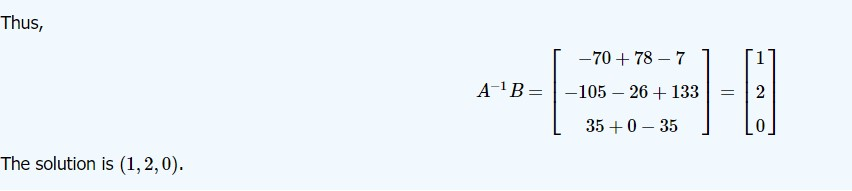 Thus,
−70 + 78 − 7
1
A⁻¹B = −105 − 26 + 133 = 2
35 + 0 − 35
0
The solution is (1, 2, 0).